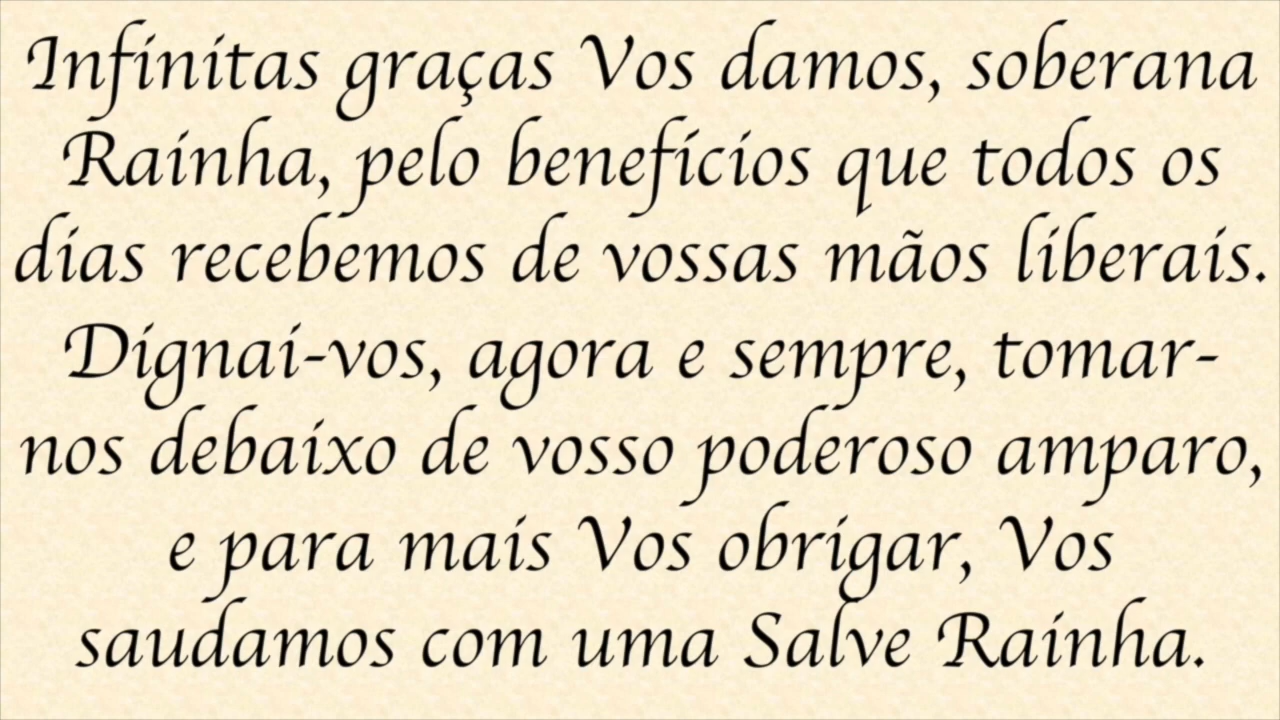 Infinitas graças Vos damos, soberana
Rainha, pelo benefícios que todos os
dias recebemos de vossas mãos liberais.
Dignai-vos, agora e sempre, tomar-
nos debaixo de vosso poderoso amparo,
e para mais Vos obrigar, Vos
saudamos com uma Salve Rainha.